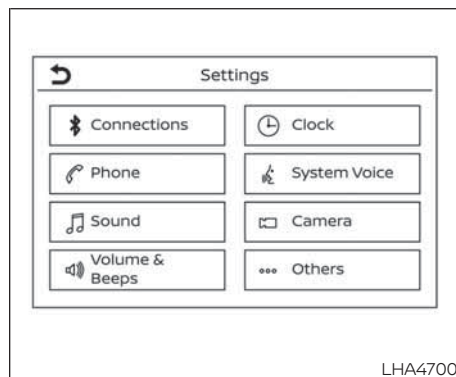 Settings
Connections
Clock
Phone
System Voice
Sound
Camera
Volume &
Beeps
Others
LHA4700